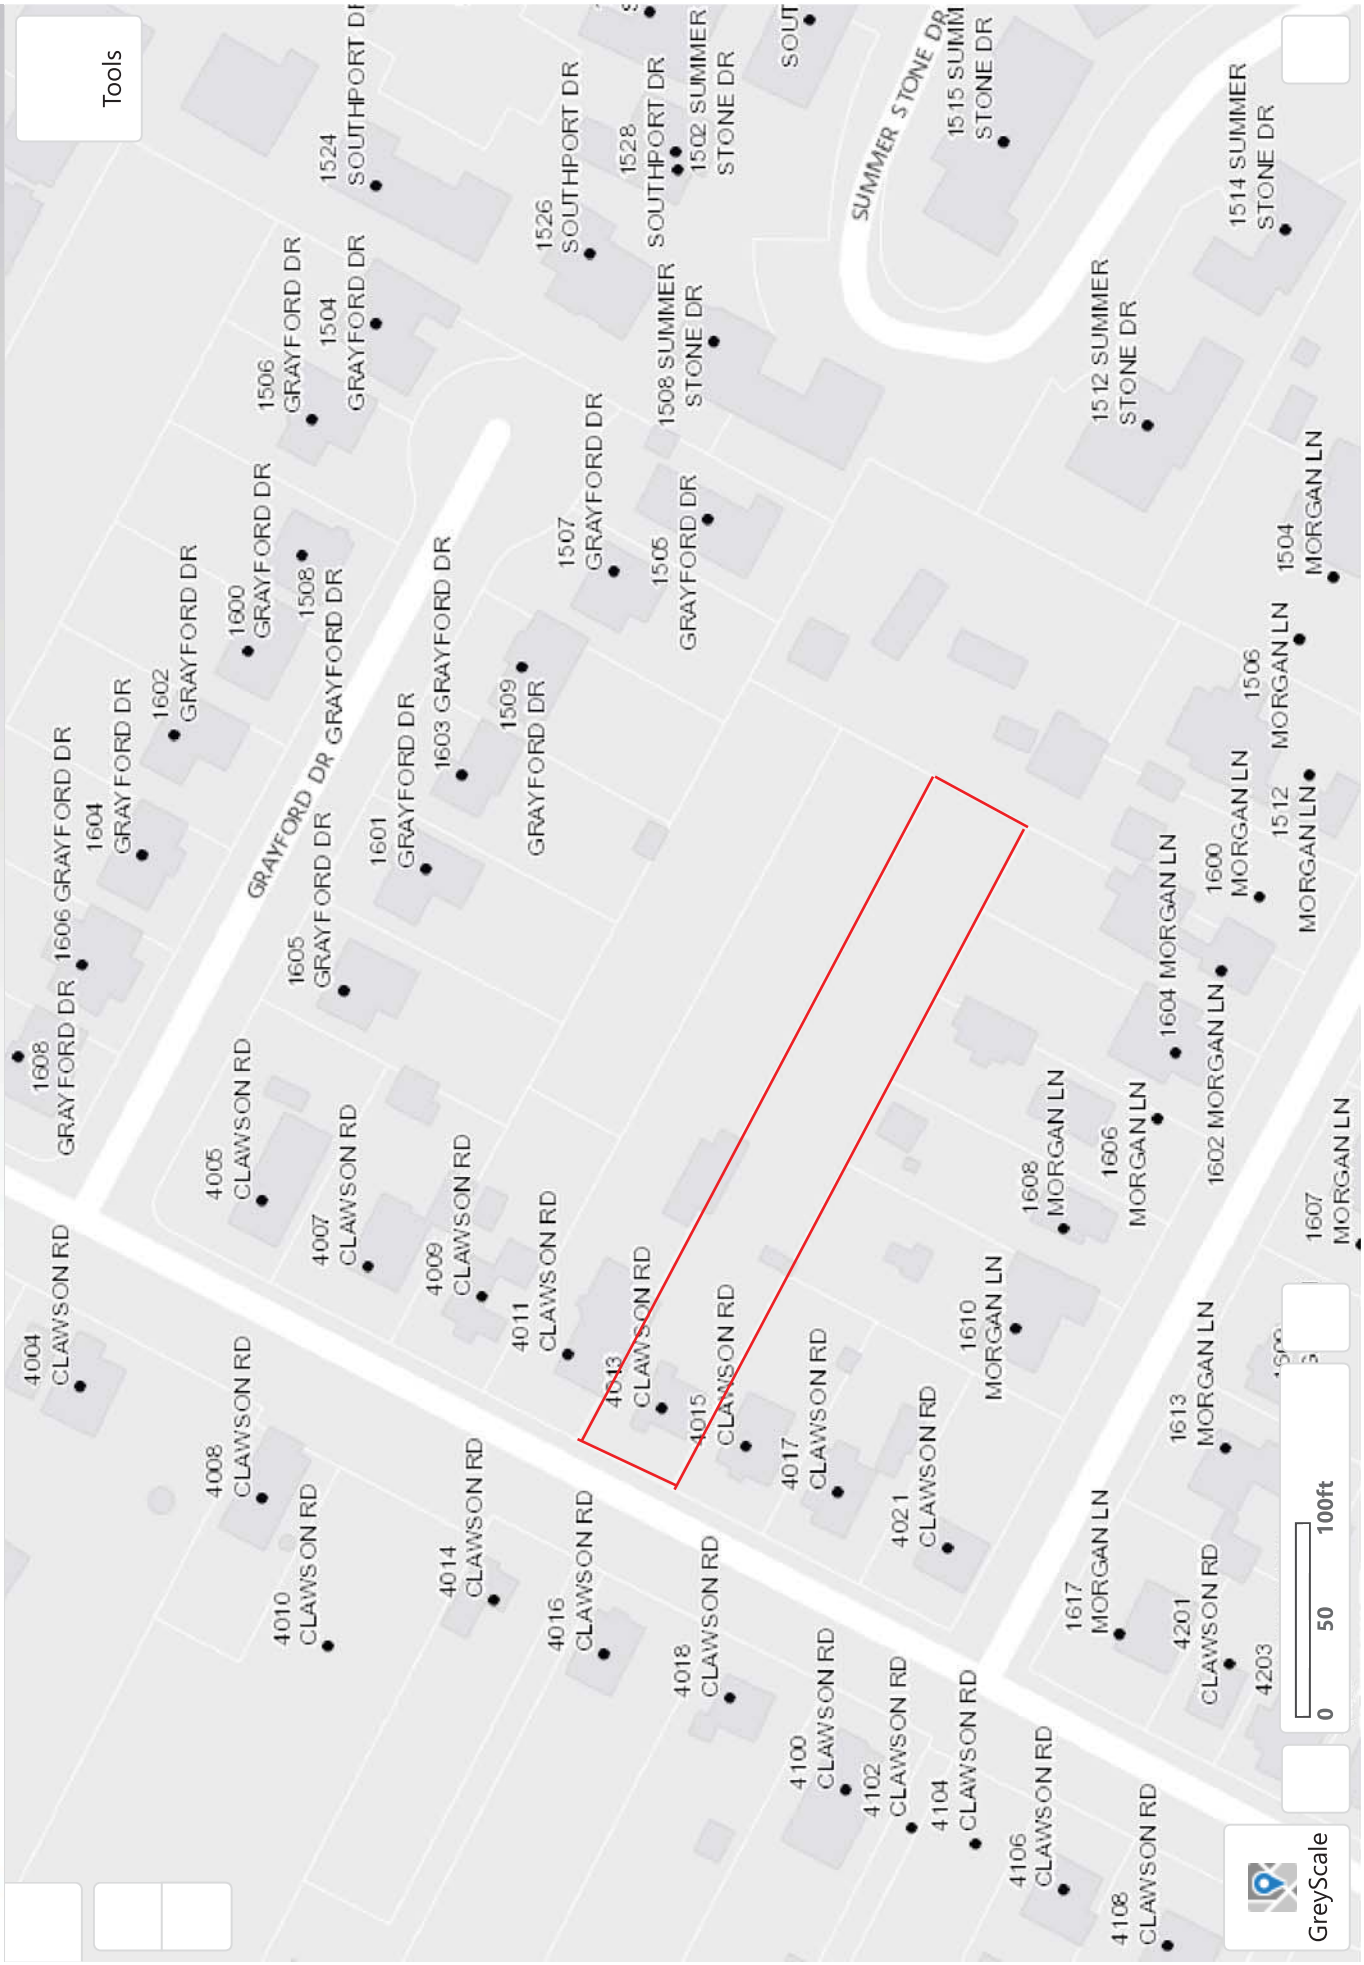 Tools
1524
SOUTHPORT DR
1526
SOUTHPORT DR
1528
SOUTHPORT DR
1502 SUMMER
STONE DR
SOUT
SUMMER STONE DR
1515 SUMM
STONE DR
1514 SUMMER
STONE DR
1512 SUMMER
STONE DR
1508 SUMMER
STONE DR
1504
GRAYFORD DR
1506
GRAYFORD DR
1507
GRAYFORD DR
1505
GRAYFORD DR
1600
GRAYFORD DR
1508
GRAYFORD DR
1602
GRAYFORD DR
1604
GRAYFORD DR
1606 GRAYFORD DR
1608
GRAYFORD DR
GRAYFORD DR
1603 GRAYFORD DR
1509
GRAYFORD DR
1601
GRAYFORD DR
1605
GRAYFORD DR
1504
MORGAN LN
1506
MORGAN LN
1512
MORGAN LN
1600
MORGAN LN
1602 MORGAN LN
1604 MORGAN LN
1606
MORGAN LN
1608
MORGAN LN
1610
MORGAN LN
1607
MORGAN LN
1613
MORGAN LN
1617
MORGAN LN
4004
CLAWSON RD
4005
CLAWSON RD
4007
CLAWSON RD
4009
CLAWSON RD
4011
CLAWSON RD
4013
CLAWSON RD
4015
CLAWSON RD
4017
CLAWSON RD
4021
CLAWSON RD
4008
CLAWSON RD
4010
CLAWSON RD
4014
CLAWSON RD
4016
CLAWSON RD
4018
CLAWSON RD
4100
CLAWSON RD
4102
CLAWSON RD
4104
CLAWSON RD
4106
CLAWSON RD
4108
CLAWSON RD
4201
CLAWSON RD
4203
0 50 100ft
GreyScale